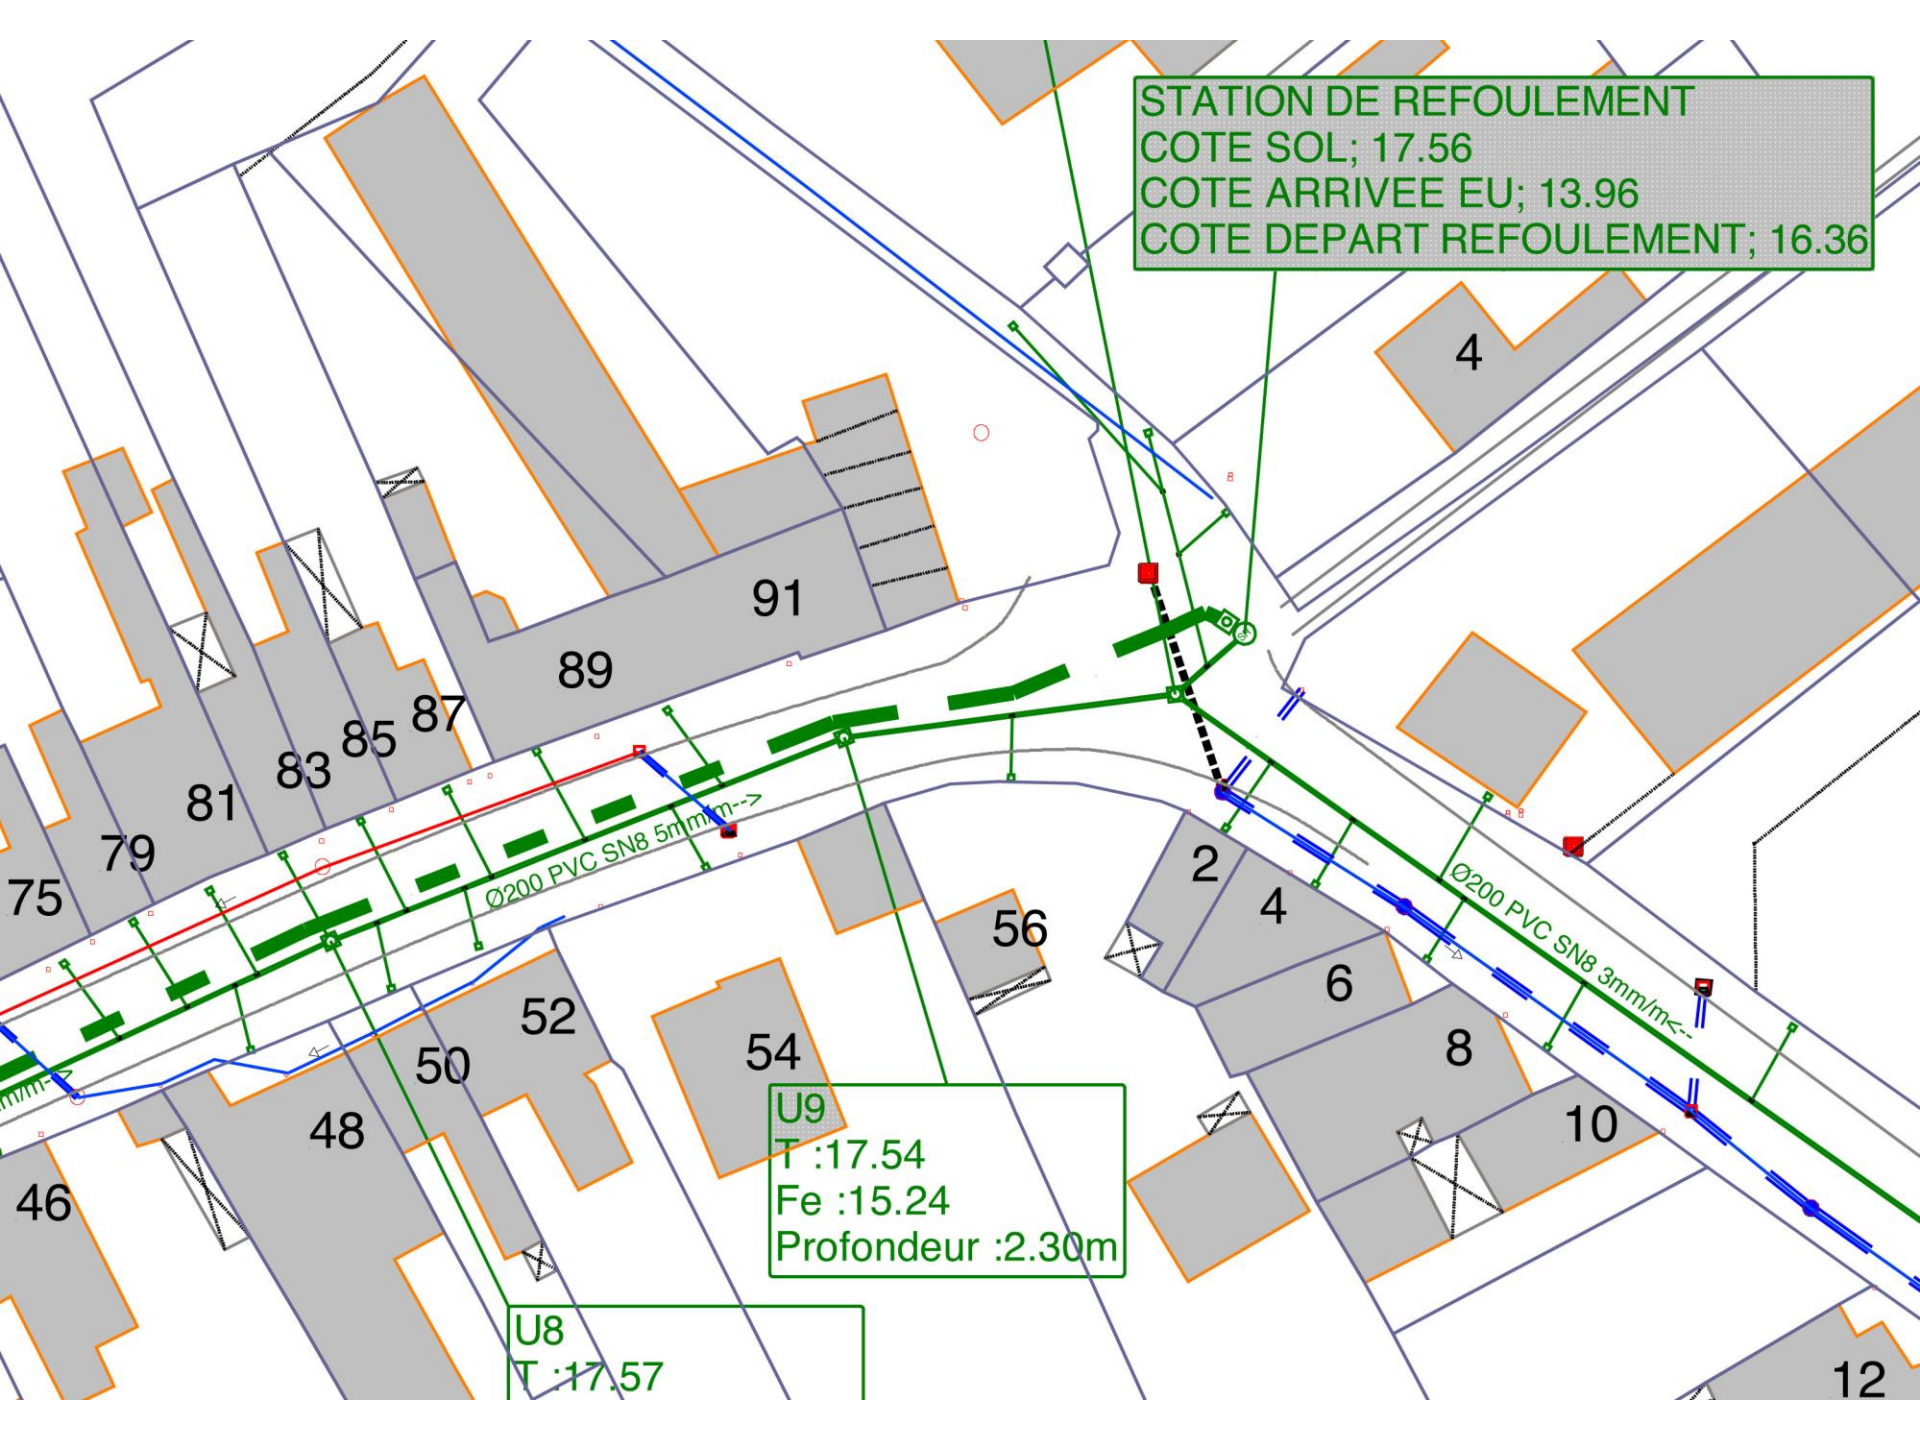 STATION DE REFOULEMENT
COTE SOL; 17.56
COTE ARRIVEE EU; 13.96
COTE DEPART REFOULEMENT; 16.36
4
91
89
87
85
83
81
79
75
Ø200 PVC SN8 5mm/m-->
Ø200 PVC SN8 3mm/m<--
2
4
6
8
10
12
56
54
52
50
48
46
mm/m-->
U9
T :17.54
Fe :15.24
Profondeur :2.30m
U8
T :17.57